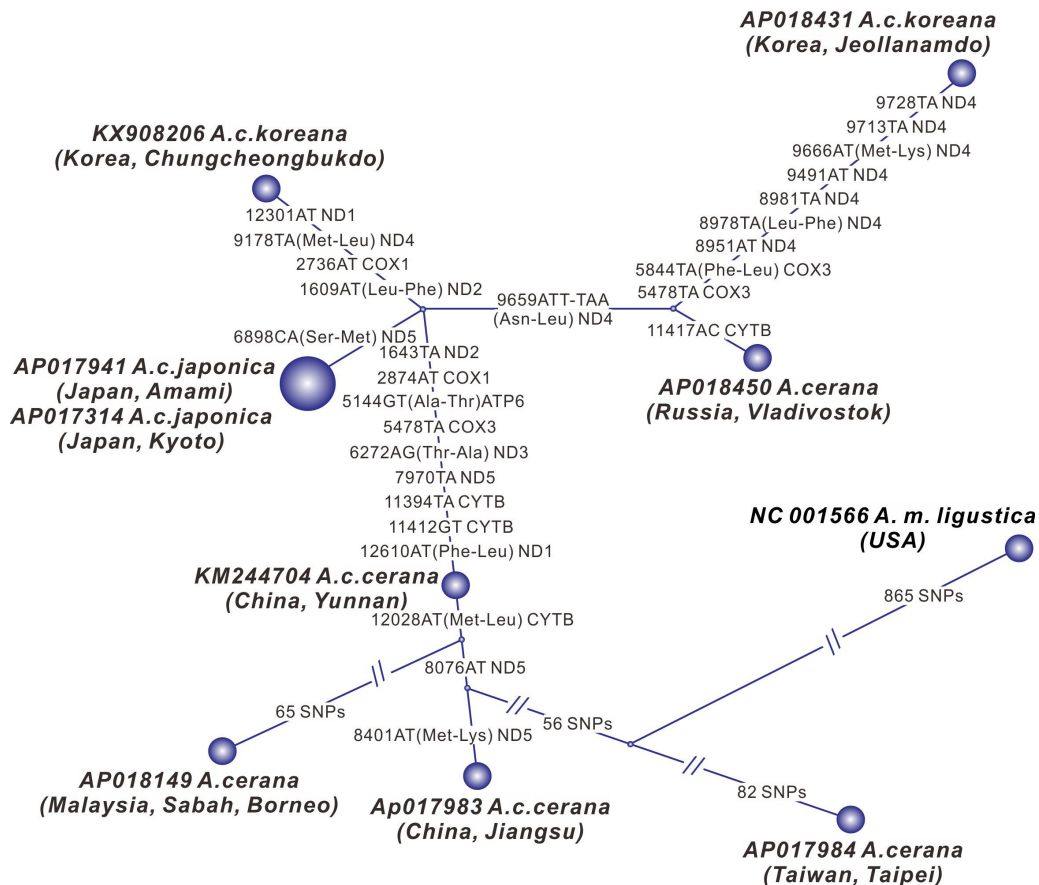 AP018431 A.c.koreana
(Korea, Jeollanamdo)
9728TA ND4
9713TA ND4
9666AT(Met-Lys) ND4
9491AT ND4
8981TA ND4
8978TA(Leu-Phe) ND4
8951AT ND4
5844TA(Phe-Leu) COX3
5478TA COX3
KX908206 A.c.koreana
(Korea, Chungcheongbukdo)
12301AT ND1
9178TA(Met-Leu) ND4
2736AT COX1
1609AT(Leu-Phe) ND2
9659ATT-TAA
(Asn-Leu) ND4
11417AC CYTB
AP018450 A.cerana
(Russia, Vladivostok)
6898CA(Ser-Met) ND5
AP017941 A.c.japonica
(Japan, Amami)
AP017314 A.c.japonica
(Japan, Kyoto)
1643TA ND2
2874AT COX1
5144GT(Ala-Thr)ATP6
5478TA COX3
6272AG(Thr-Ala) ND3
7970TA ND5
11394TA CYTB
11412GT CYTB
12610AT(Phe-Leu) ND1
KM244704 A.c.cerana
(China, Yunnan)
12028AT(Met-Leu) CYTB
8076AT ND5
65 SNPs
8401AT(Met-Lys) ND5
56 SNPs
NC 001566 A. m. ligustica
(USA)
865 SNPs
82 SNPs
AP018149 A.cerana
(Malaysia, Sabah, Borneo)
Ap017983 A.c.cerana
(China, Jiangsu)
AP017984 A.cerana
(Taiwan, Taipei)